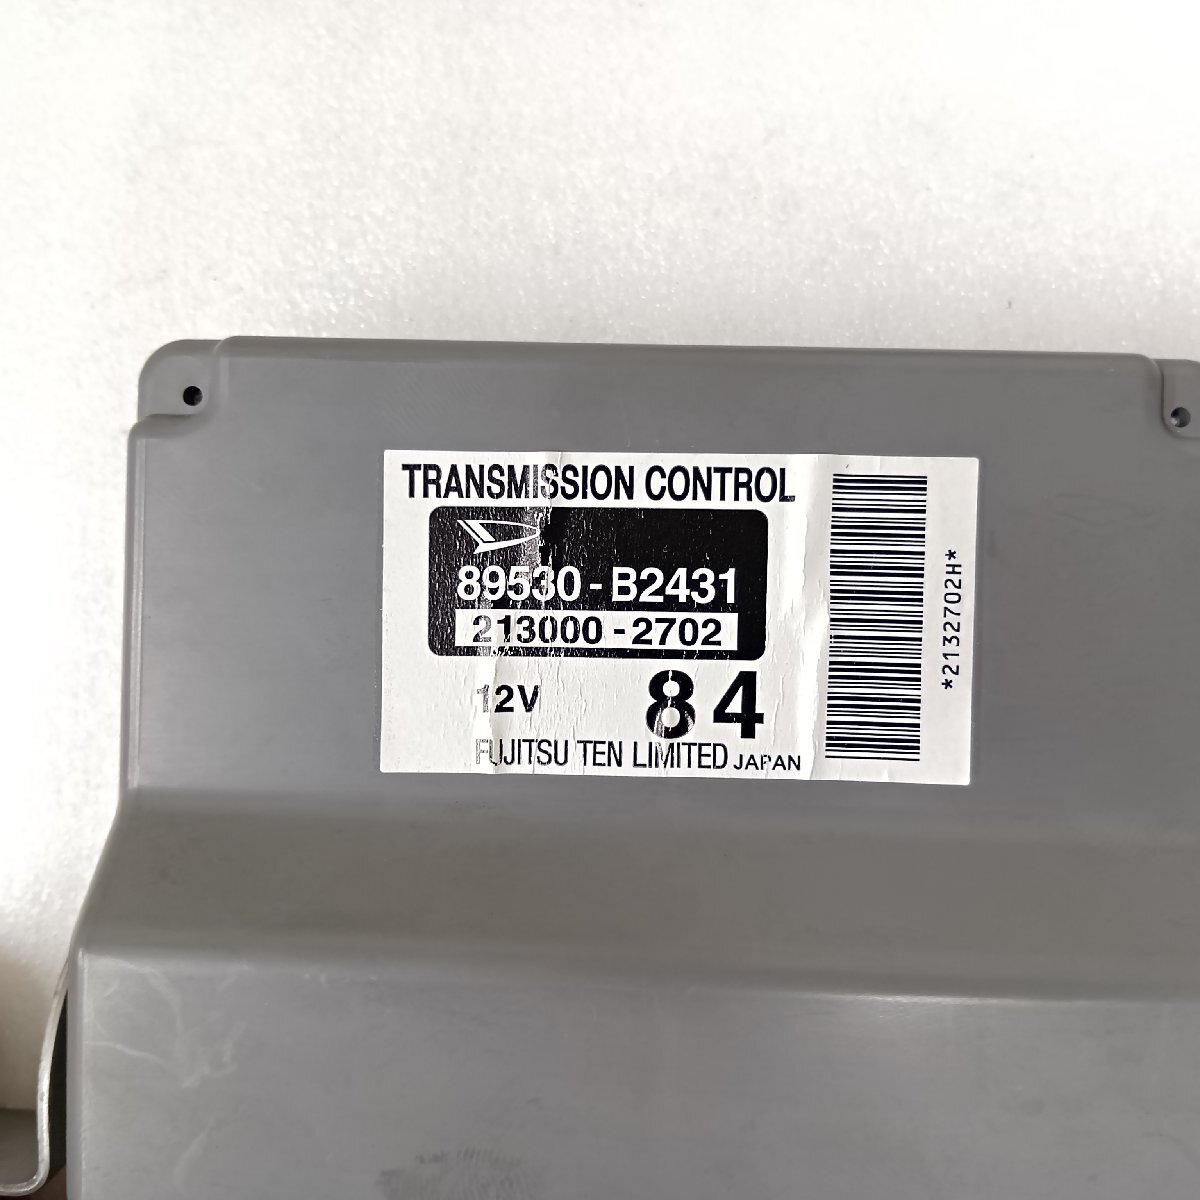 TRANSMISSION CONTROL
89530-B2431
213000-2702
12V
84
FUJITSU TEN LIMITED JAPAN
*2132702H*